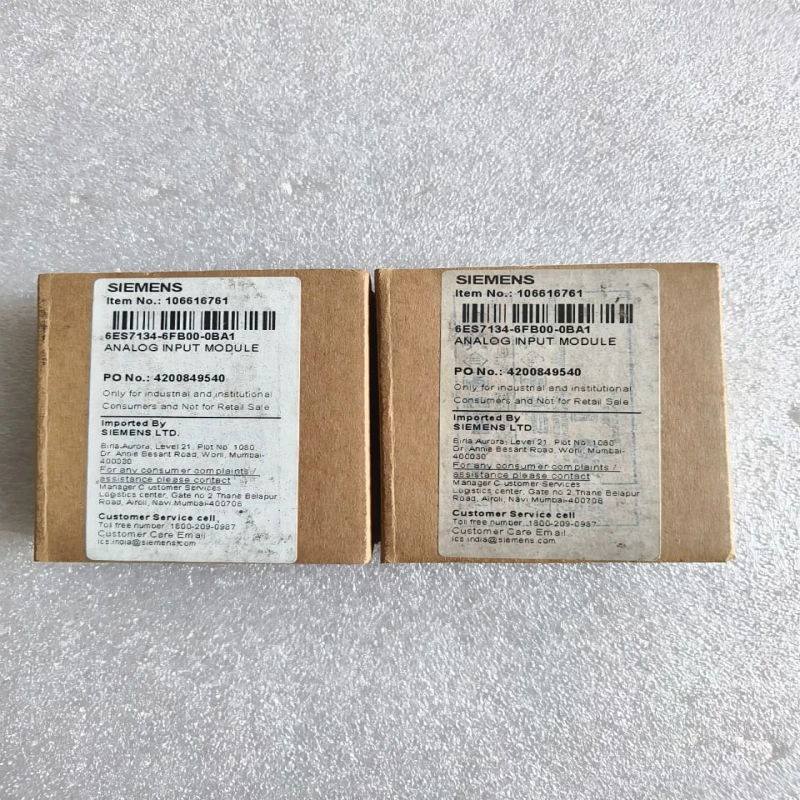 SIEMENS
Item No.: 106616761
6ES7134-6FB00-0BA1
ANALOG INPUT MODULE
PO No.: 4200849540
Only for industrial and institutional
Consumers and Not for Retail Sale
Imported By
SIEMENS LTD.
Birla Aurora, Level 21, Plot No. 1080,
Dr. Annie Besant Road, Worli, Mumbai-
400030
For any consumer complaints /
assistance please contact
Manager Customer Services
Logistics center, Gate no 2,Thane Belapur
Road, Airoli, Navi Mumbai-400708
Customer Service cell
Toll free number :1800-209-0987
Customer Care Email
ics.india@siemens.com
SIEMENS
Item No.: 106616761
6ES7134-6FB00-0BA1
ANALOG INPUT MODULE
PO No.: 4200849540
Only for industrial and institutional
Consumers and Not for Retail Sale
Imported By
SIEMENS LTD.
Birla Aurora, Level 21, Plot No. 1080,
Dr. Annie Besant Road, Worli, Mumbai-
400030
For any consumer complaints /
assistance please contact
Manager Customer Services
Logistics center, Gate no 2,Thane Belapur
Road, Airoli, Navi Mumbai-400708
Customer Service cell
Toll free number :1800-209-0987
Customer Care Email
ics.india@siemens.com